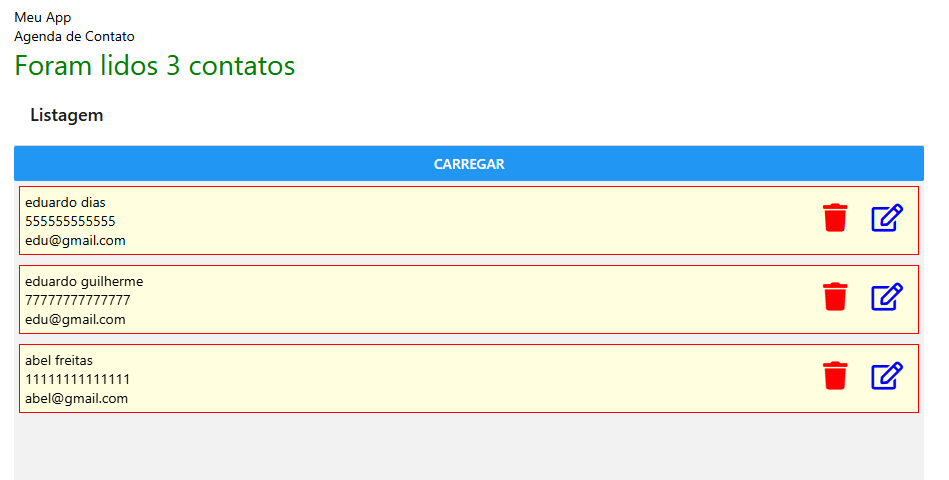 Meu App
Agenda de Contato
Foram lidos 3 contatos
Listagem
CARREGAR
eduardo dias
555555555555
edu@gmail.com
eduardo guilherme
77777777777777
edu@gmail.com
abel freitas
11111111111111
abel@gmail.com